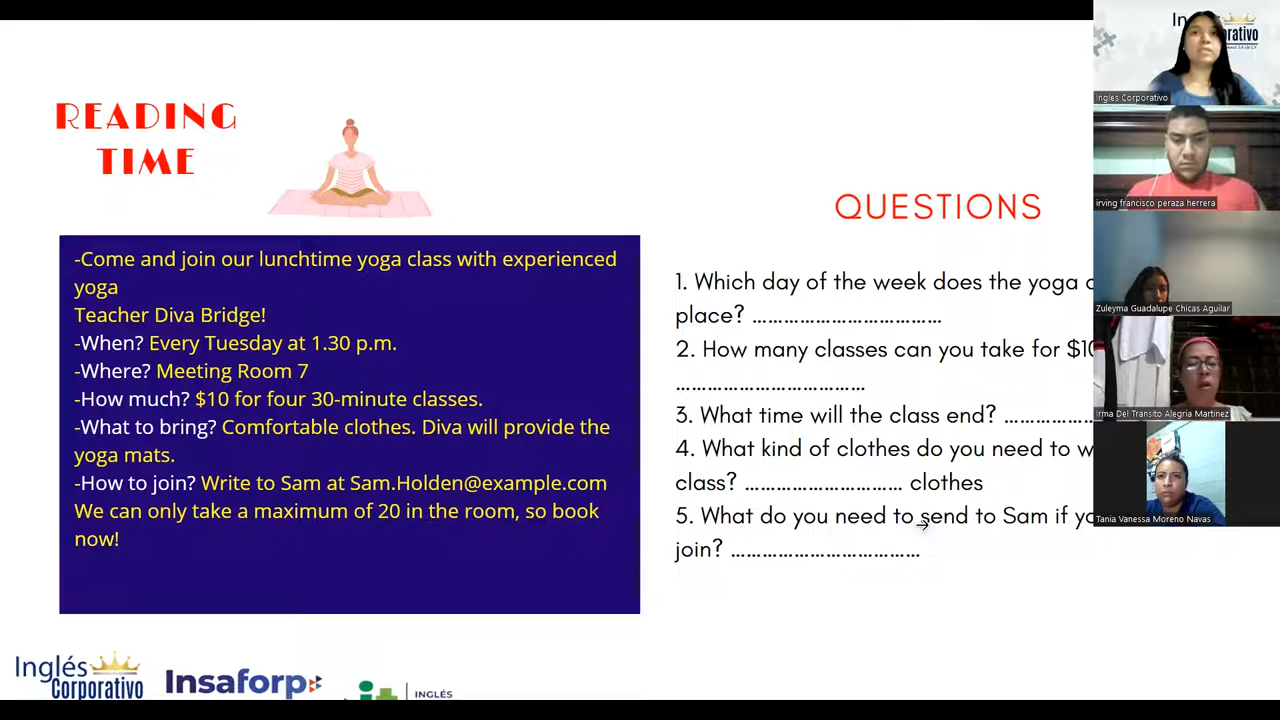 READING
TIME
-Come and join our lunchtime yoga class with experienced
yoga
Teacher Diva Bridge!
-When? Every Tuesday at 1.30 p.m.
-Where? Meeting Room 7
-How much? $10 for four 30-minute classes.
-What to bring? Comfortable clothes. Diva will provide the
yoga mats.
-How to join? Write to Sam at Sam.Holden@example.com
We can only take a maximum of 20 in the room, so book
now!
QUESTIONS
1. Which day of the week does the yoga
place? ……………………………
2. How many classes can you take for $10
……………………………
3. What time will the class end? ……………
4. What kind of clothes do you need to
class? ……………………… clothes
5. What do you need to send to Sam if
join? ……………………………
Inglés
Corporativo
Insaforp
INGLÉS
Ingles Corporativo
irving francisco peraza herrera
Zuleyma Guadalupe Chicas Aguilar
Irma Del Transito Alegria Martinez
Tania Vanessa Moreno Navas